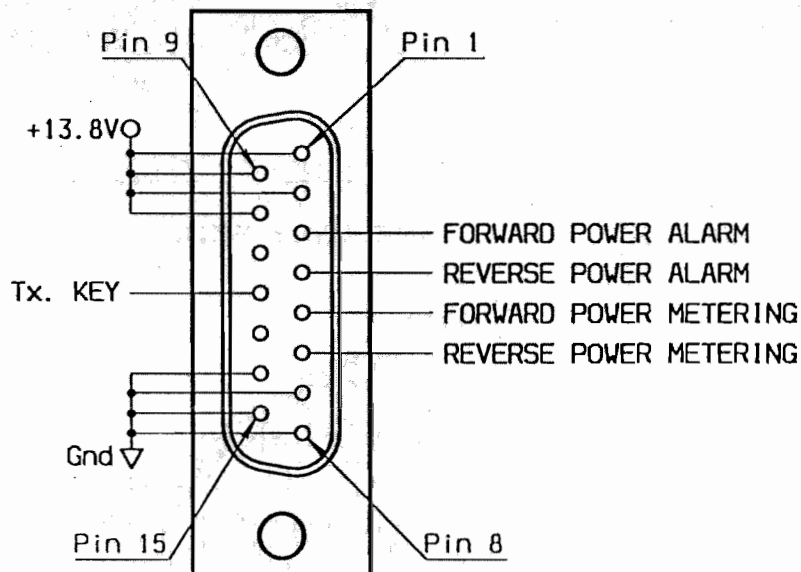 Pin 9
Pin 1
+13.8V
FORWARD POWER ALARM
REVERSE POWER ALARM
Tx. KEY
FORWARD POWER METERING
REVERSE POWER METERING
Gnd
Pin 15
Pin 8